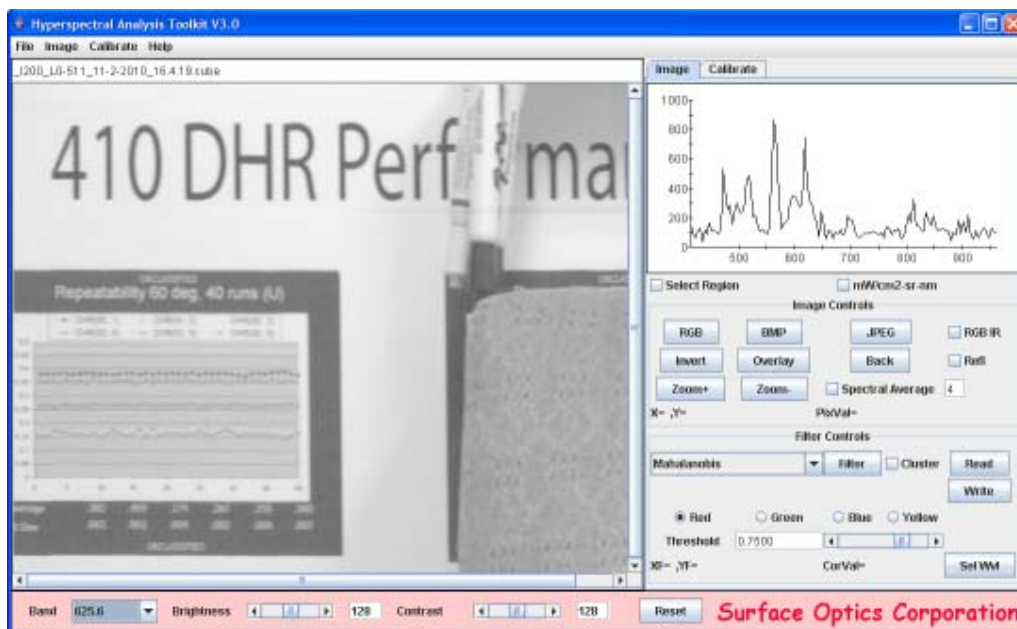 Hyperspectral Analysis Toolkit V3.0
File Image Calibrate Help
_I200_L0-511_11-2-2010_16.4.19.cube
410 DHR Performa
UNCLASSIFIED
Repeatability 60 deg, 40 runs (U)
UNCLASSIFIED
Image Calibrate
1000
800
600
400
200
0
500 600 700 800 900
Select Region mW/cm2-sr-nm
Image Controls
RGB BMP JPEG RGB IR
Invert Overlay Back Refl
Zoom+ Zoom- Spectral Average 4
X= ,Y= PixVal=
Filter Controls
Mahalanobis Filter Cluster Read
Write
Red Green Blue Yellow
Threshold 0.7500
XF= ,YF= CorVal= Sel WM
Band 625.6 Brightness 128 Contrast 128 Reset Surface Optics Corporation